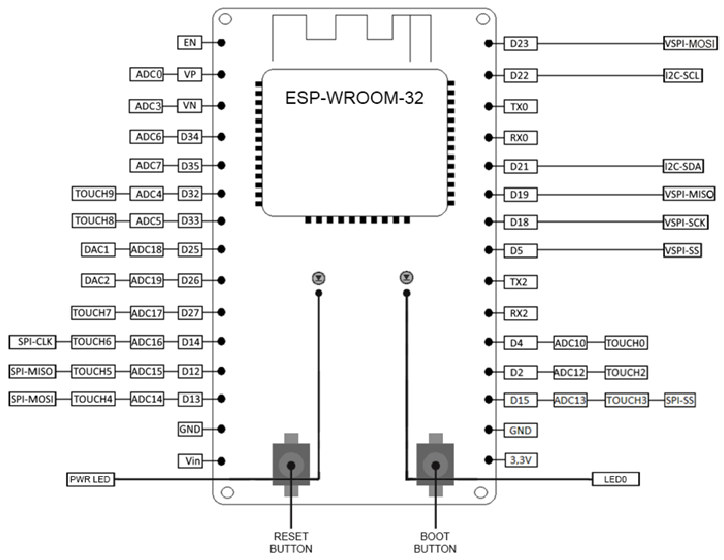 ESP-WROOM-32
EN
ADC0 VP
ADC3 VN
ADC6 D34
ADC7 D35
TOUCH9 ADC4 D32
TOUCH8 ADC5 D33
DAC1 ADC18 D25
DAC2 ADC19 D26
TOUCH7 ADC17 D27
SPI-CLK TOUCH6 ADC16 D14
SPI-MISO TOUCH5 ADC15 D12
SPI-MOSI TOUCH4 ADC14 D13
GND
Vin
PWR LED
D23 VSPI-MOSI
D22 I2C-SCL
TX0
RX0
D21 I2C-SDA
D19 VSPI-MISO
D18 VSPI-SCK
D5 VSPI-SS
TX2
RX2
D4 ADC10 TOUCH0
D2 ADC12 TOUCH2
D15 ADC13 TOUCH3 SPI-SS
GND
3,3V
LED0
RESET
BUTTON
BOOT
BUTTON